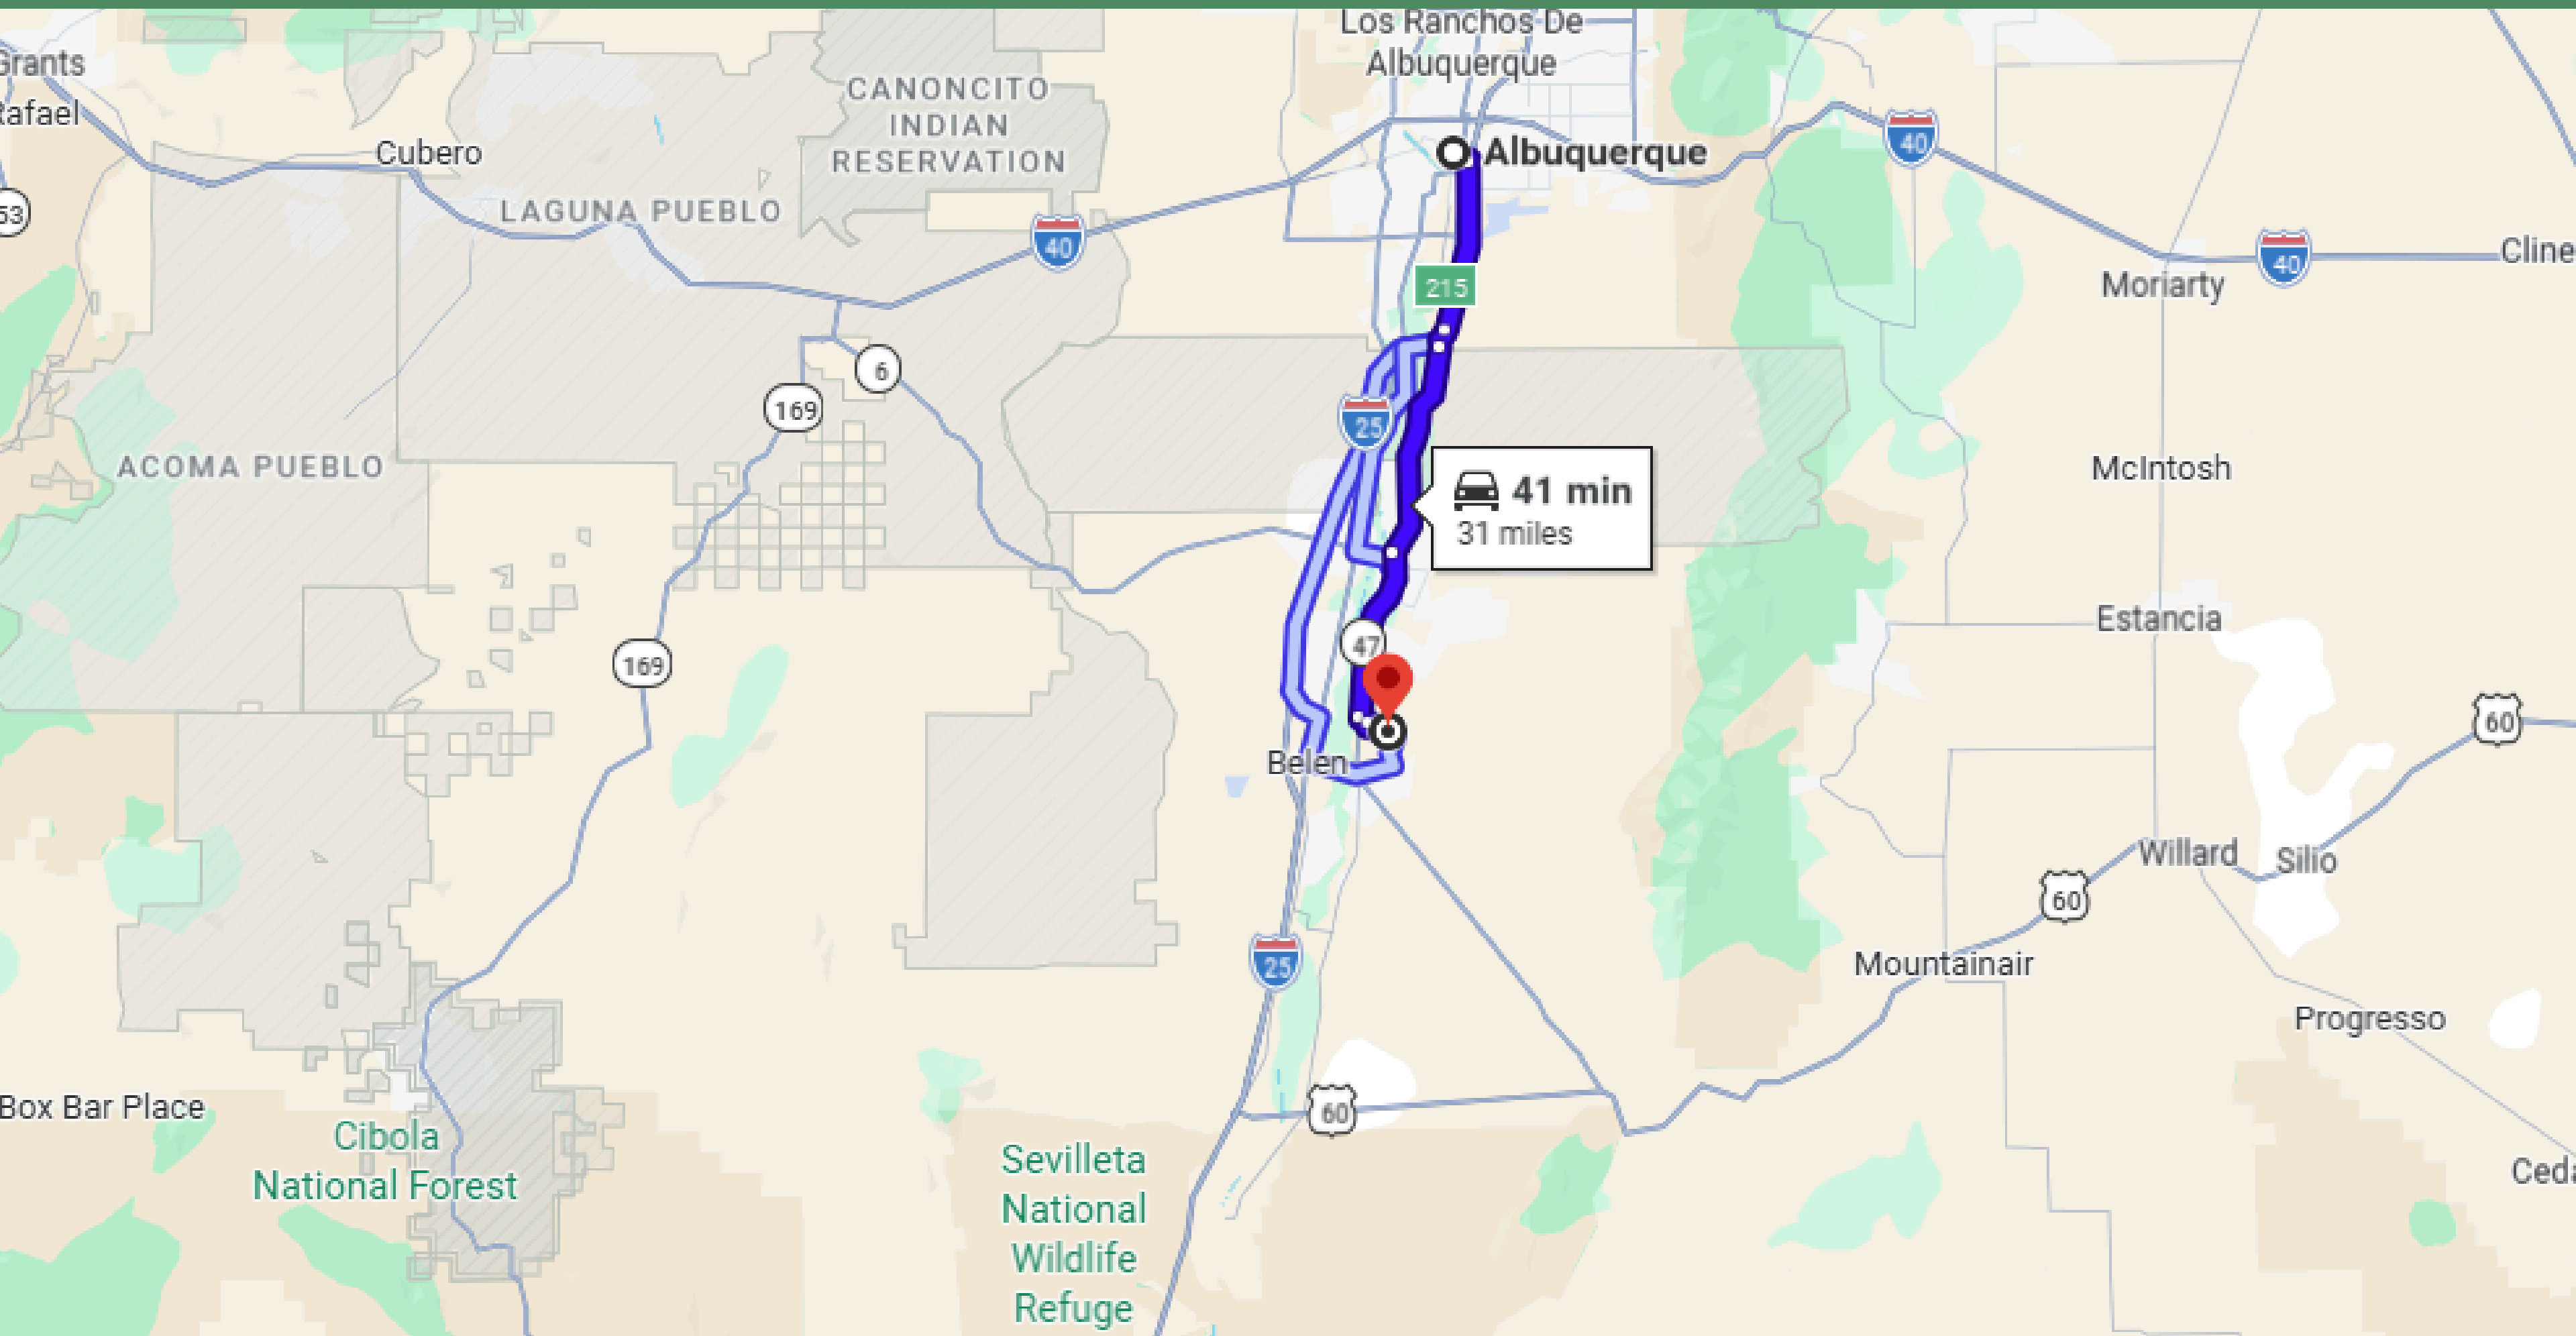 Los Ranchos De
Albuquerque
Grants
Rafael
CANONCITO
INDIAN
RESERVATION
Cubero
Albuquerque
40
53
LAGUNA PUEBLO
40
40
Cline
215
Moriarty
6
169
25
ACOMA PUEBLO
McIntosh
41 min
31 miles
Estancia
47
169
60
Belen
Willard
Silio
60
25
Mountainair
Progresso
Box Bar Place
60
Cibola
National Forest
Sevilleta
National
Wildlife
Refuge
Ceda